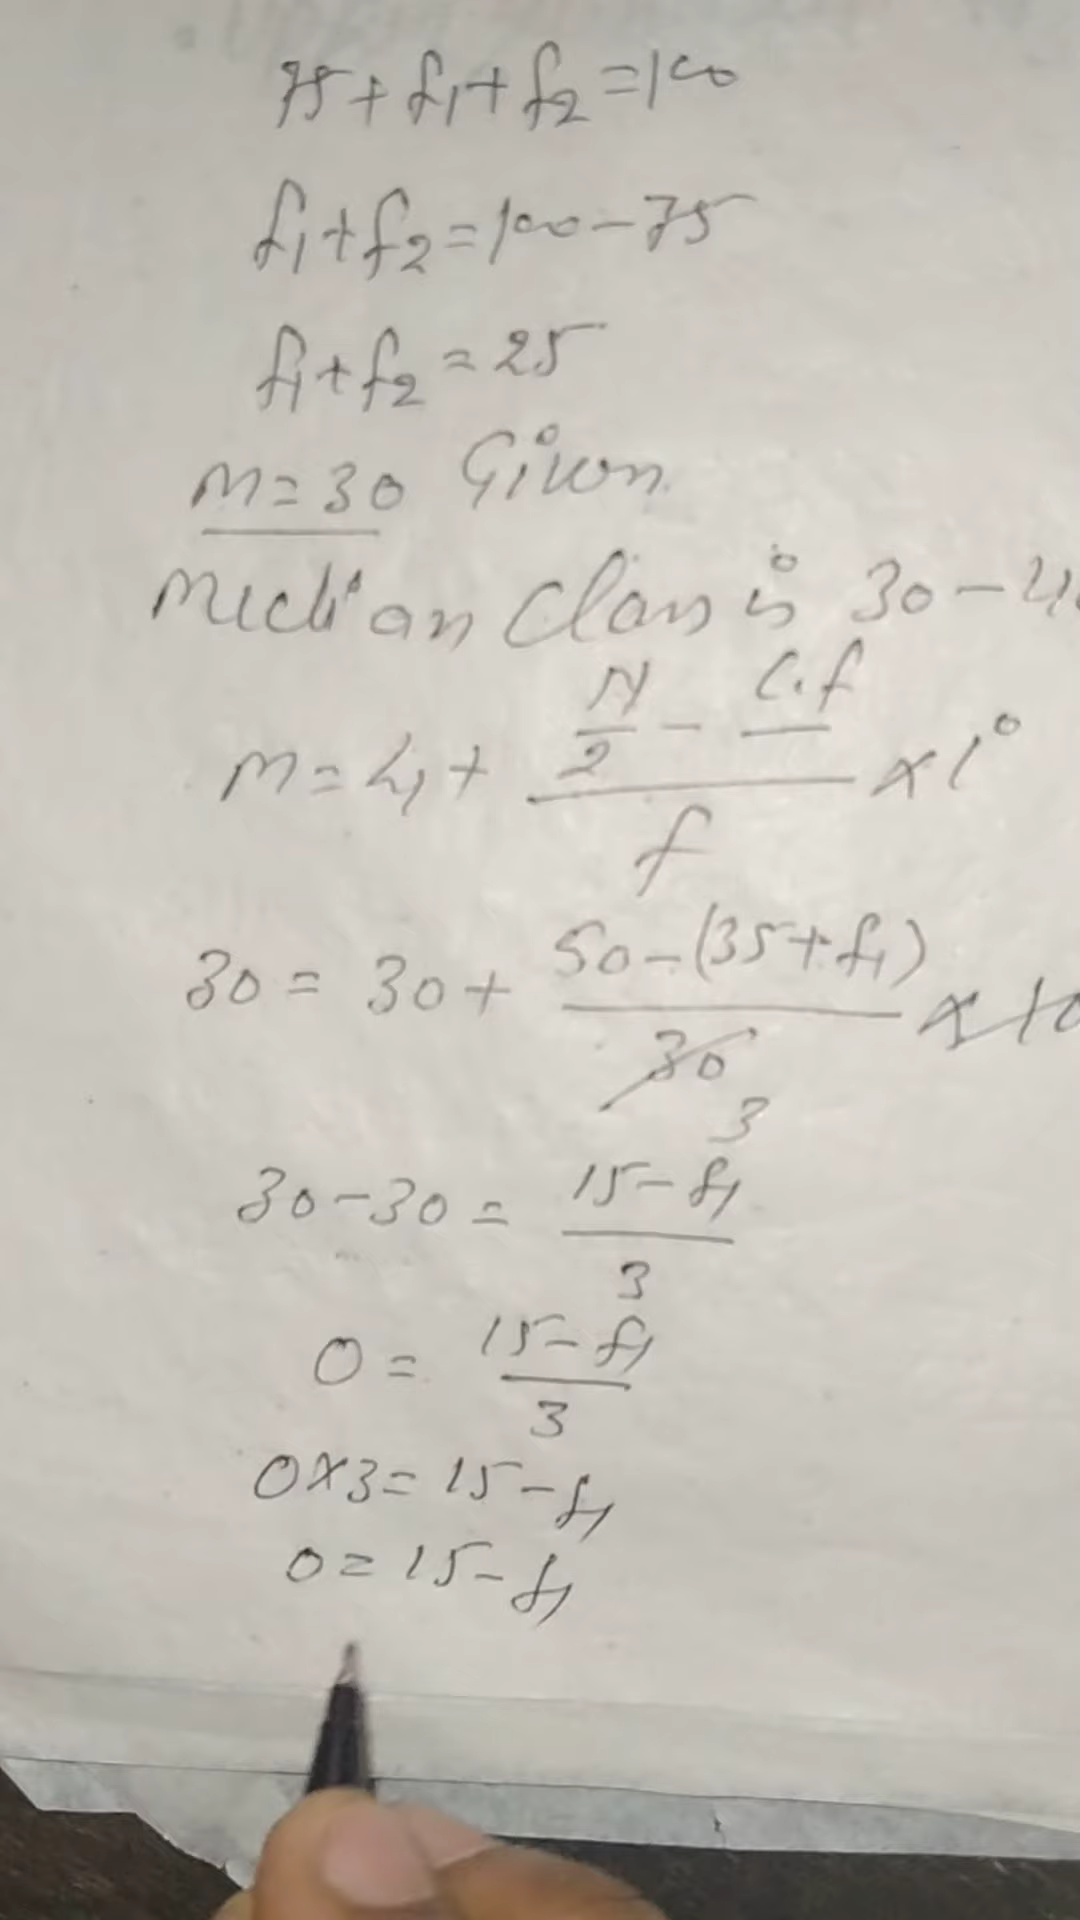 75+f₁+f₂=100
f₁+f₂=100-75
f₁+f₂=25
M=30 Given
Median Class is 30-4
M=L₁+ (N/2 - C.f)/f ×i
30=30+ (50-(35+f₁))/30 ×10
3
30-30= (15-f₁)/3
0= (15-f₁)/3
0×3=15-f₁
0=15-f₁